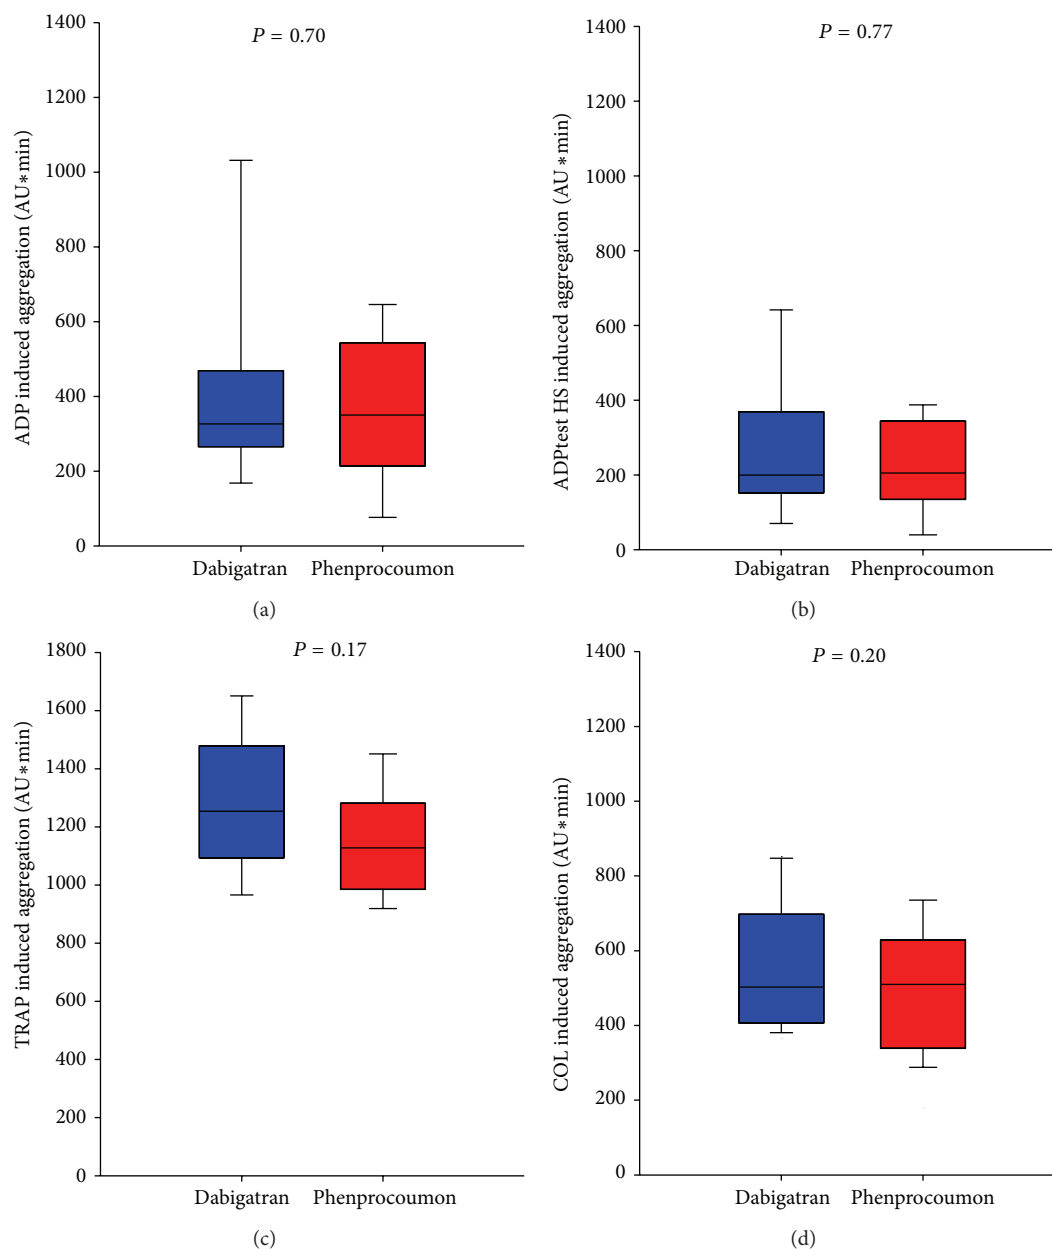 P = 0.70
1400
1200
1000
800
600
400
200
0
ADP induced aggregation (AU*min)
Dabigatran Phenprocoumon
(a)
P = 0.77
1400
1200
1000
800
600
400
200
0
ADPtest HS induced aggregation (AU*min)
Dabigatran Phenprocoumon
(b)
P = 0.17
1800
1600
1400
1200
1000
800
600
400
200
0
TRAP induced aggregation (AU*min)
Dabigatran Phenprocoumon
(c)
P = 0.20
1400
1200
1000
800
600
400
200
0
COL induced aggregation (AU*min)
Dabigatran Phenprocoumon
(d)